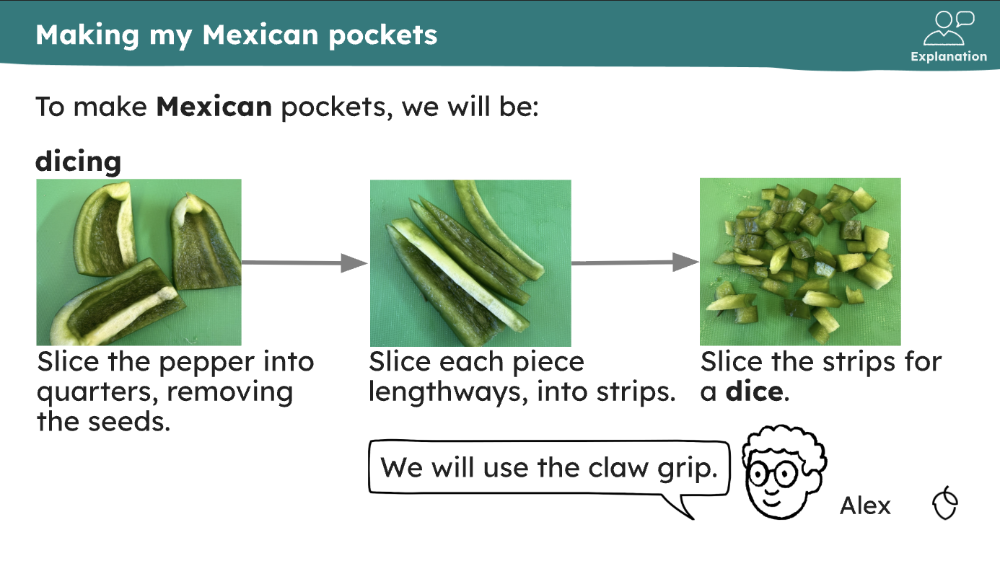 Making my Mexican pockets
Explanation
To make Mexican pockets, we will be:
dicing
Slice the pepper into
quarters, removing
the seeds.
Slice each piece
lengthways, into strips.
Slice the strips for
a dice.
We will use the claw grip.
Alex